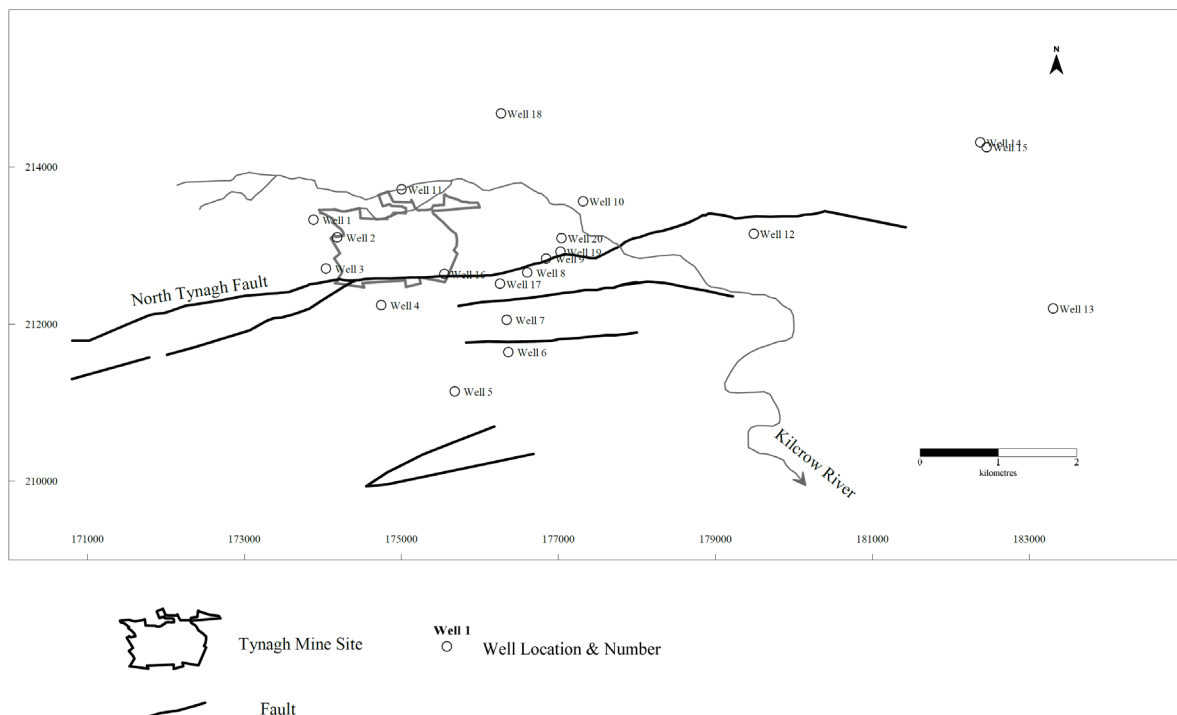 N
Well 18
Well 14
Well 15
214000
Well 11
Well 10
Well 1
Well 2
Well 20
Well 12
Well 19
Well 9
Well 3
Well 16
Well 8
North Tynagh Fault
Well 17
Well 4
Well 13
212000
Well 7
Well 6
Well 5
Kilcrow River
210000
0
1
2
kilometres
171000
173000
175000
177000
179000
181000
183000
Well 1
Tynagh Mine Site
Well Location & Number
Fault